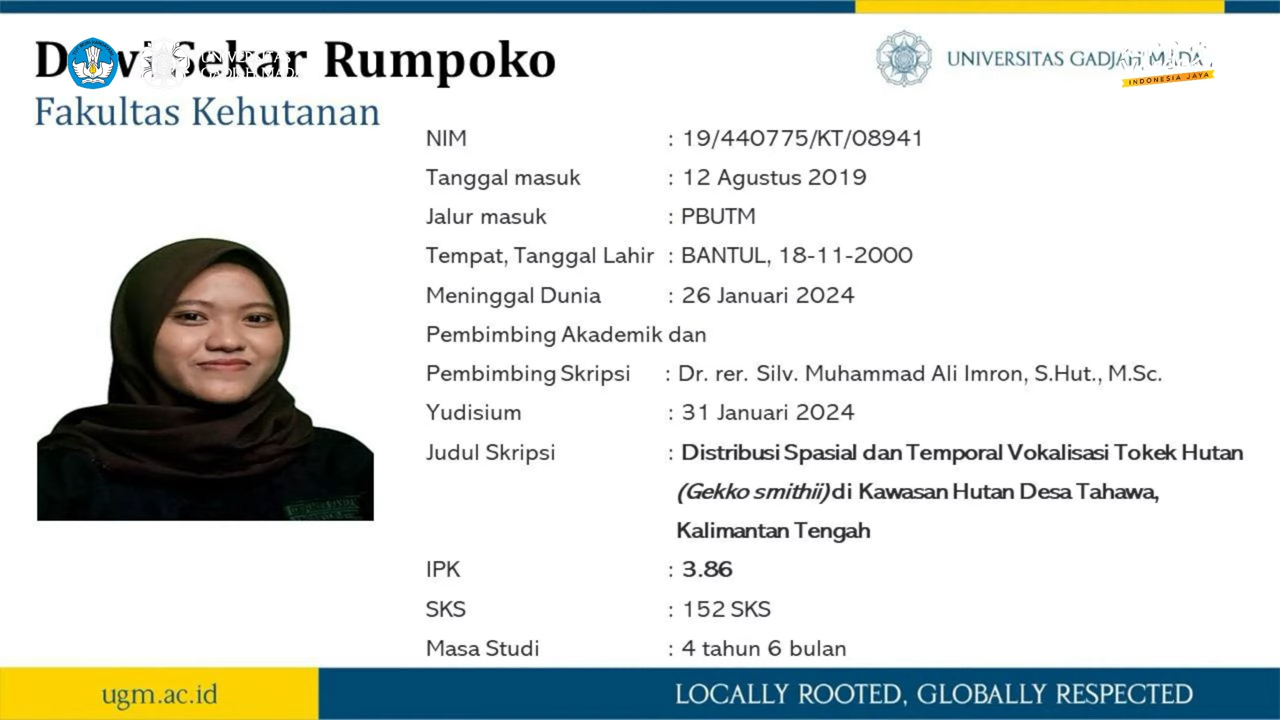 Sekar Rumpoko
Fakultas Kehutanan
UNIVERSITAS GADJAH MADA
INDONESIA JAYA
NIM : 19/440775/KT/08941
Tanggal masuk : 12 Agustus 2019
Jalur masuk : PBUTM
Tempat, Tanggal Lahir : BANTUL, 18-11-2000
Meninggal Dunia : 26 Januari 2024
Pembimbing Akademik dan
Pembimbing Skripsi : Dr. rer. Silv. Muhammad Ali Imron, S.Hut., M.Sc.
Yudisium : 31 Januari 2024
Judul Skripsi : Distribusi Spasial dan Temporal Vokalisasi Tokek Hutan
(Gekko smithii) di Kawasan Hutan Desa Tahawa,
Kalimantan Tengah
IPK : 3.86
SKS : 152 SKS
Masa Studi : 4 tahun 6 bulan
ugm.ac.id
LOCALLY ROOTED, GLOBALLY RESPECTED